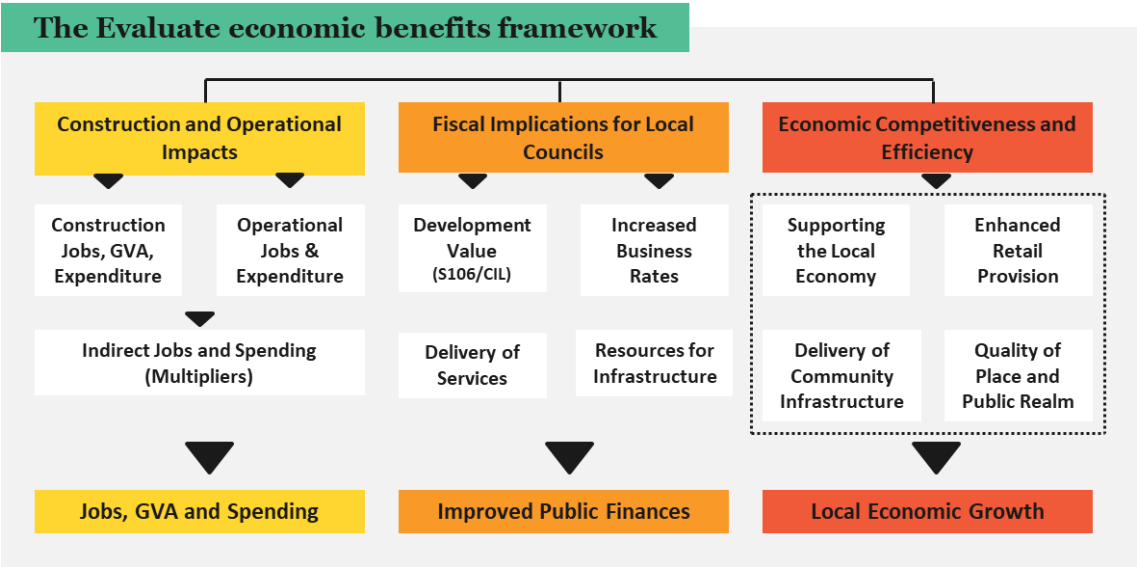 The Evaluate economic benefits framework
Construction and Operational
Impacts
Fiscal Implications for Local
Councils
Economic Competitiveness and
Efficiency
Construction
Jobs, GVA,
Expenditure
Operational
Jobs &
Expenditure
Development
Value
(S106/CIL)
Increased
Business
Rates
Supporting
the Local
Economy
Enhanced
Retail
Provision
Indirect Jobs and Spending
(Multipliers)
Delivery of
Services
Resources for
Infrastructure
Delivery of
Community
Infrastructure
Quality of
Place and
Public Realm
Jobs, GVA and Spending
Improved Public Finances
Local Economic Growth